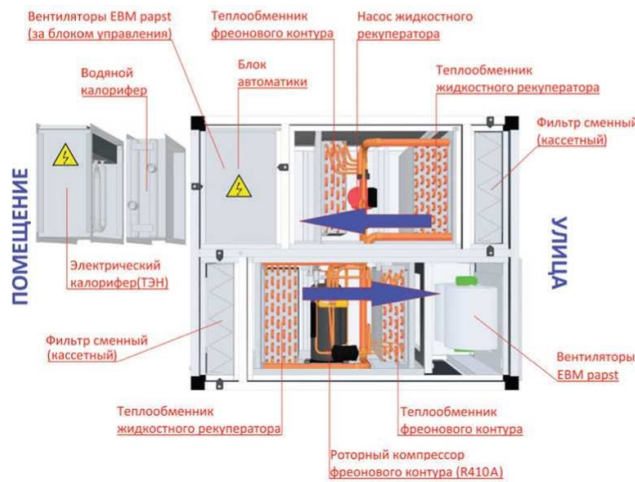 Вентиляторы EBM papst
(за блоком управления)
Теплообменник
фреонового контура
Насос жидкостного
рекуператора
Водяной
калорифер
Блок
автоматики
Теплообменник
жидкостного рекуператора
Фильтр сменный
(кассетный)
ПОМЕЩЕНИЕ
УЛИЦА
Электрический
калорифер(ТЭН)
Фильтр сменный
(кассетный)
Вентиляторы
EBM papst
Теплообменник
жидкостного рекуператора
Теплообменник
фреонового контура
Роторный компрессор
фреонового контура (R410A)